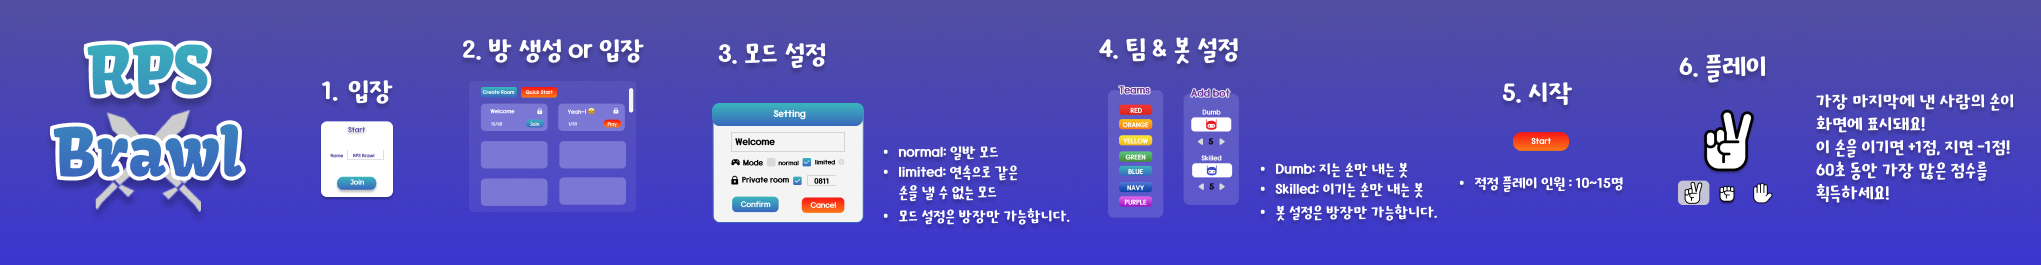 RPS
Brawl
1. 입장
Start
Name RPS Brawl
Join
2. 방 생성 or 입장
Create Room Quick Start
Welcome
Join
Yeah~!
Play
3. 모드 설정
Setting
Welcome
Mode normal limited
Private room 0811
Confirm Cancel
• normal: 일반 모드
• limited: 연속으로 같은
손을 낼 수 없는 모드
• 모드 설정은 방장만 가능합니다.
4. 팀 & 봇 설정
Teams
RED
ORANGE
YELLOW
GREEN
BLUE
NAVY
PURPLE
Add bot
Dumb
5
Skilled
5
• Dumb: 지는 손만 내는 봇
• Skilled: 이기는 손만 내는 봇
• 봇 설정은 방장만 가능합니다.
5. 시작
Start
• 적정 플레이 인원 : 10~15명
6. 플레이
가장 마지막에 낸 사람의 손이
화면에 표시돼요!
이 손을 이기면 +1점, 지면 -1점!
60초 동안 가장 많은 점수를
획득하세요!